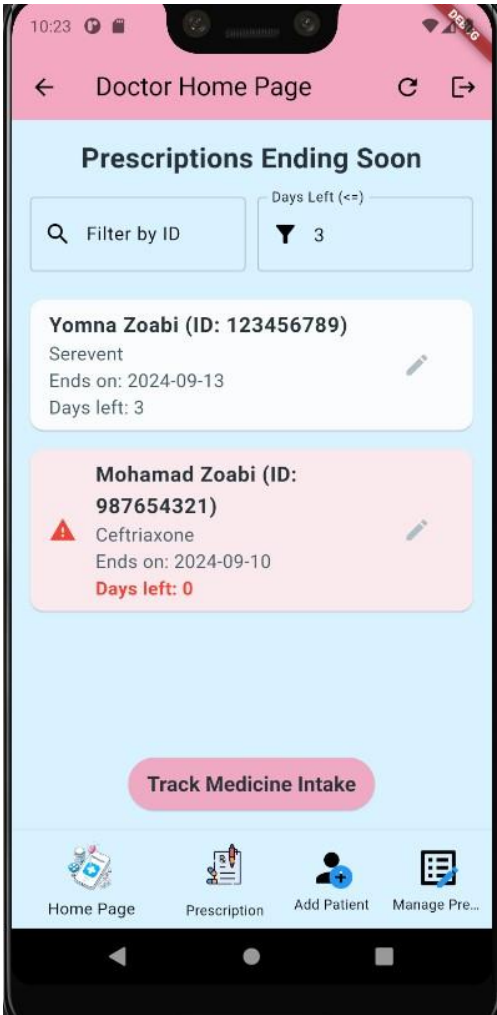 10:23
DEBUG
Doctor Home Page
Prescriptions Ending Soon
Days Left (<=)
Filter by ID
3
Yomna Zoabi (ID: 123456789)
Serevent
Ends on: 2024-09-13
Days left: 3
Mohamad Zoabi (ID:
987654321)
Ceftriaxone
Ends on: 2024-09-10
Days left: 0
Track Medicine Intake
Home Page
Prescription
Add Patient
Manage Pre...